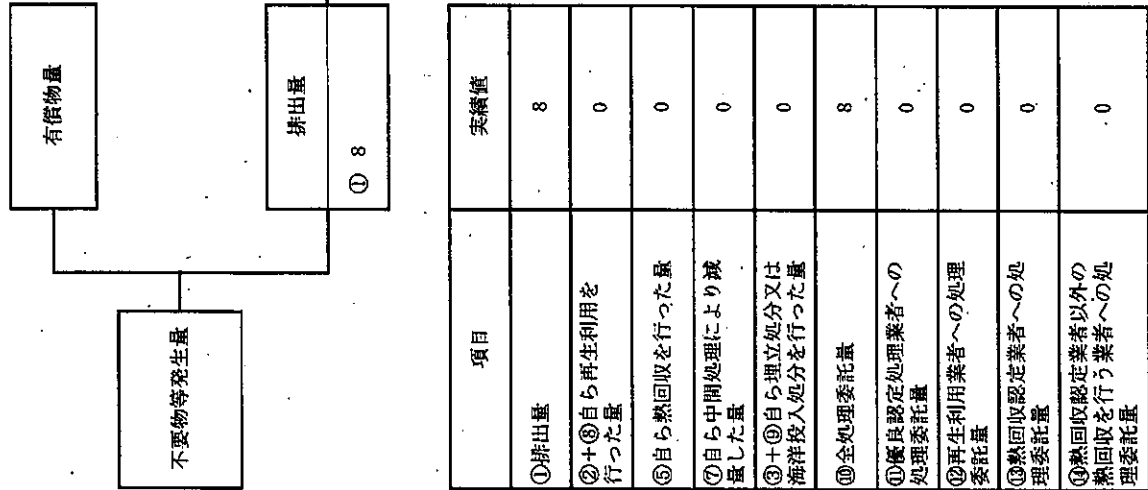 有償物量
不要物等発生量
排出量
① 8
項目
実績値
①排出量
8
②+⑧自ら再生利用を
行った量
0
⑤自ら熱回収を行った量
0
⑦自ら中間処理により減
量した量
0
③+⑨自ら埋立処分又は
海洋投入処分を行った量
0
⑩全処理委託量
8
⑪優良認定処理業者への
処理委託量
0
⑫再生利用業者への処理
委託量
0
⑬熱回収認定業者への処
理委託量
0
⑭熱回収認定業者以外の
熱回収を行う業者への処
理委託量
0